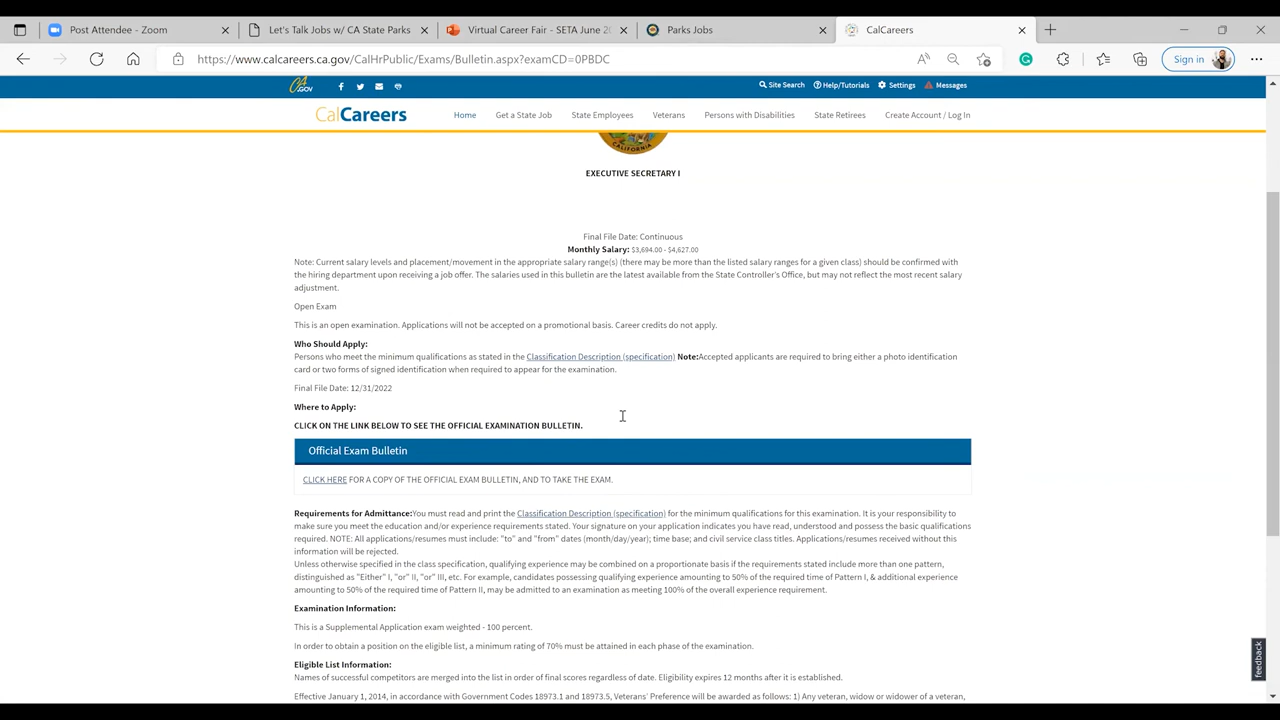 Post Attendee - Zoom
Let's Talk Jobs w/ CA State Parks
Virtual Career Fair - SETA June 20
Parks Jobs
CalCareers
https://www.calcareers.ca.gov/CalHrPublic/Exams/Bulletin.aspx?examCD=0PBDC
Sign in
CA.GOV
Site Search
Help/Tutorials
Settings
Messages
CalCareers
Home
Get a State Job
State Employees
Veterans
Persons with Disabilities
State Retirees
Create Account / Log In
CALIFORNIA
EXECUTIVE SECRETARY I
Final File Date: Continuous
Monthly Salary: $3,694.00 - $4,627.00
Note: Current salary levels and placement/movement in the appropriate salary range(s) (there may be more than the listed salary ranges for a given class) should be confirmed
with the hiring department upon receiving a job offer. The salaries used in this bulletin are the latest available from the State Controller's Office, but may not reflect the most recent salary
adjustment.
Open Exam
This is an open examination. Applications will not be accepted on a promotional basis. Career credits do not apply.
Who Should Apply:
Persons who meet the minimum qualifications as stated in the Classification Description (specification) Note:Accepted applicants are required to bring either a photo identification
card or two forms of signed identification when required to appear for the examination.
Final File Date: 12/31/2022
Where to Apply:
CLICK ON THE LINK BELOW TO SEE THE OFFICIAL EXAMINATION BULLETIN.
Official Exam Bulletin
CLICK HERE FOR A COPY OF THE OFFICIAL EXAM BULLETIN, AND TO TAKE THE EXAM.
Requirements for Admittance:You must read and print the Classification Description (specification) for the minimum qualifications for this examination. It is your responsibility to
make sure you meet the education and/or experience requirements stated. Your signature on your application indicates you have read, understood and possess the basic qualifications
required. NOTE: All applications/resumes must include: "to" and "from" dates (month/day/year); time base; and civil service class titles. Applications/resumes received without this
information will be rejected.
Unless otherwise specified in the class specification, qualifying experience may be combined on a proportionate basis if the requirements stated include more than one pattern,
distinguished as "Either" I, "or" II, "or" III, etc. For example, candidates possessing qualifying experience amounting to 50% of the required time of Pattern I, & additional experience
amounting to 50% of the required time of Pattern II, may be admitted to an examination as meeting 100% of the overall experience requirement.
Examination Information:
This is a Supplemental Application exam weighted - 100 percent.
In order to obtain a position on the eligible list, a minimum rating of 70% must be attained in each phase of the examination.
Eligible List Information:
Names of successful competitors are merged into the list in order of final scores regardless of date. Eligibility expires 12 months after it is established.
Effective January 1, 2014, in accordance with Government Codes 18973.1 and 18973.5, Veterans' Preference will be awarded as follows: 1) Any veteran, widow or widower of a veteran,
feedback